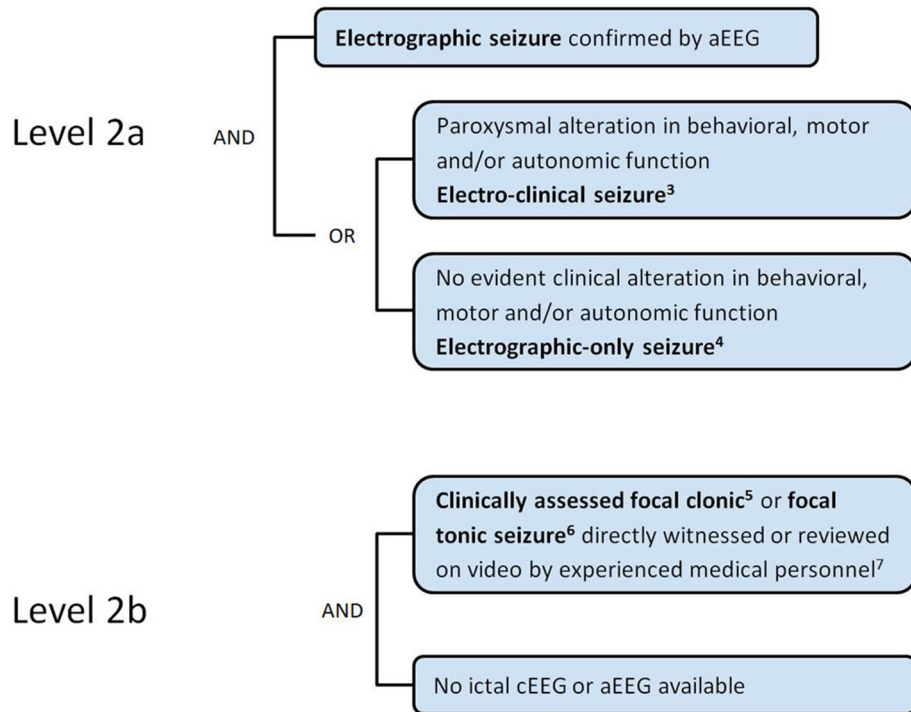 Electrographic seizure confirmed by aEEG
Level 2a
AND
Paroxysmal alteration in behavioral, motor
and/or autonomic function
Electro-clinical seizure³
OR
No evident clinical alteration in behavioral,
motor and/or autonomic function
Electrographic-only seizure⁴
Level 2b
AND
Clinically assessed focal clonic⁵ or focal
tonic seizure⁶ directly witnessed or reviewed
on video by experienced medical personnel⁷
No ictal cEEG or aEEG available